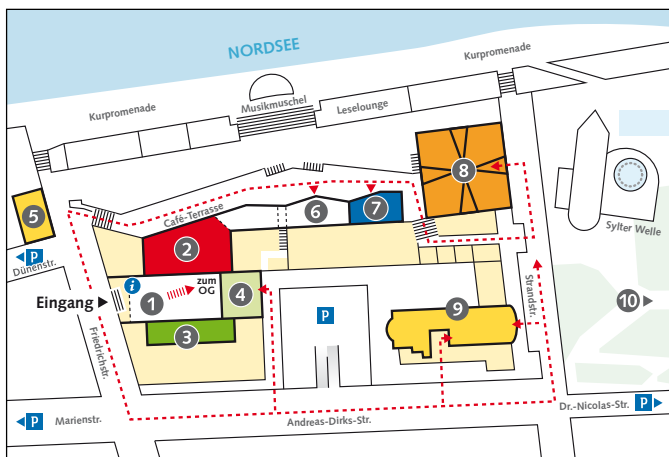 NORDSEE
Kurpromenade
Kurpromenade
Musikmuschel
Leselounge
8
Café-Terrasse
6
7
5
Sylter Welle
P
Dünenstr.
2
i
zum
OG
Eingang
1
4
Strandstr.
10
9
P
3
Friedrichstr.
P
Marienstr.
Andreas-Dirks-Str.
Dr.-Nicolas-Str.
P